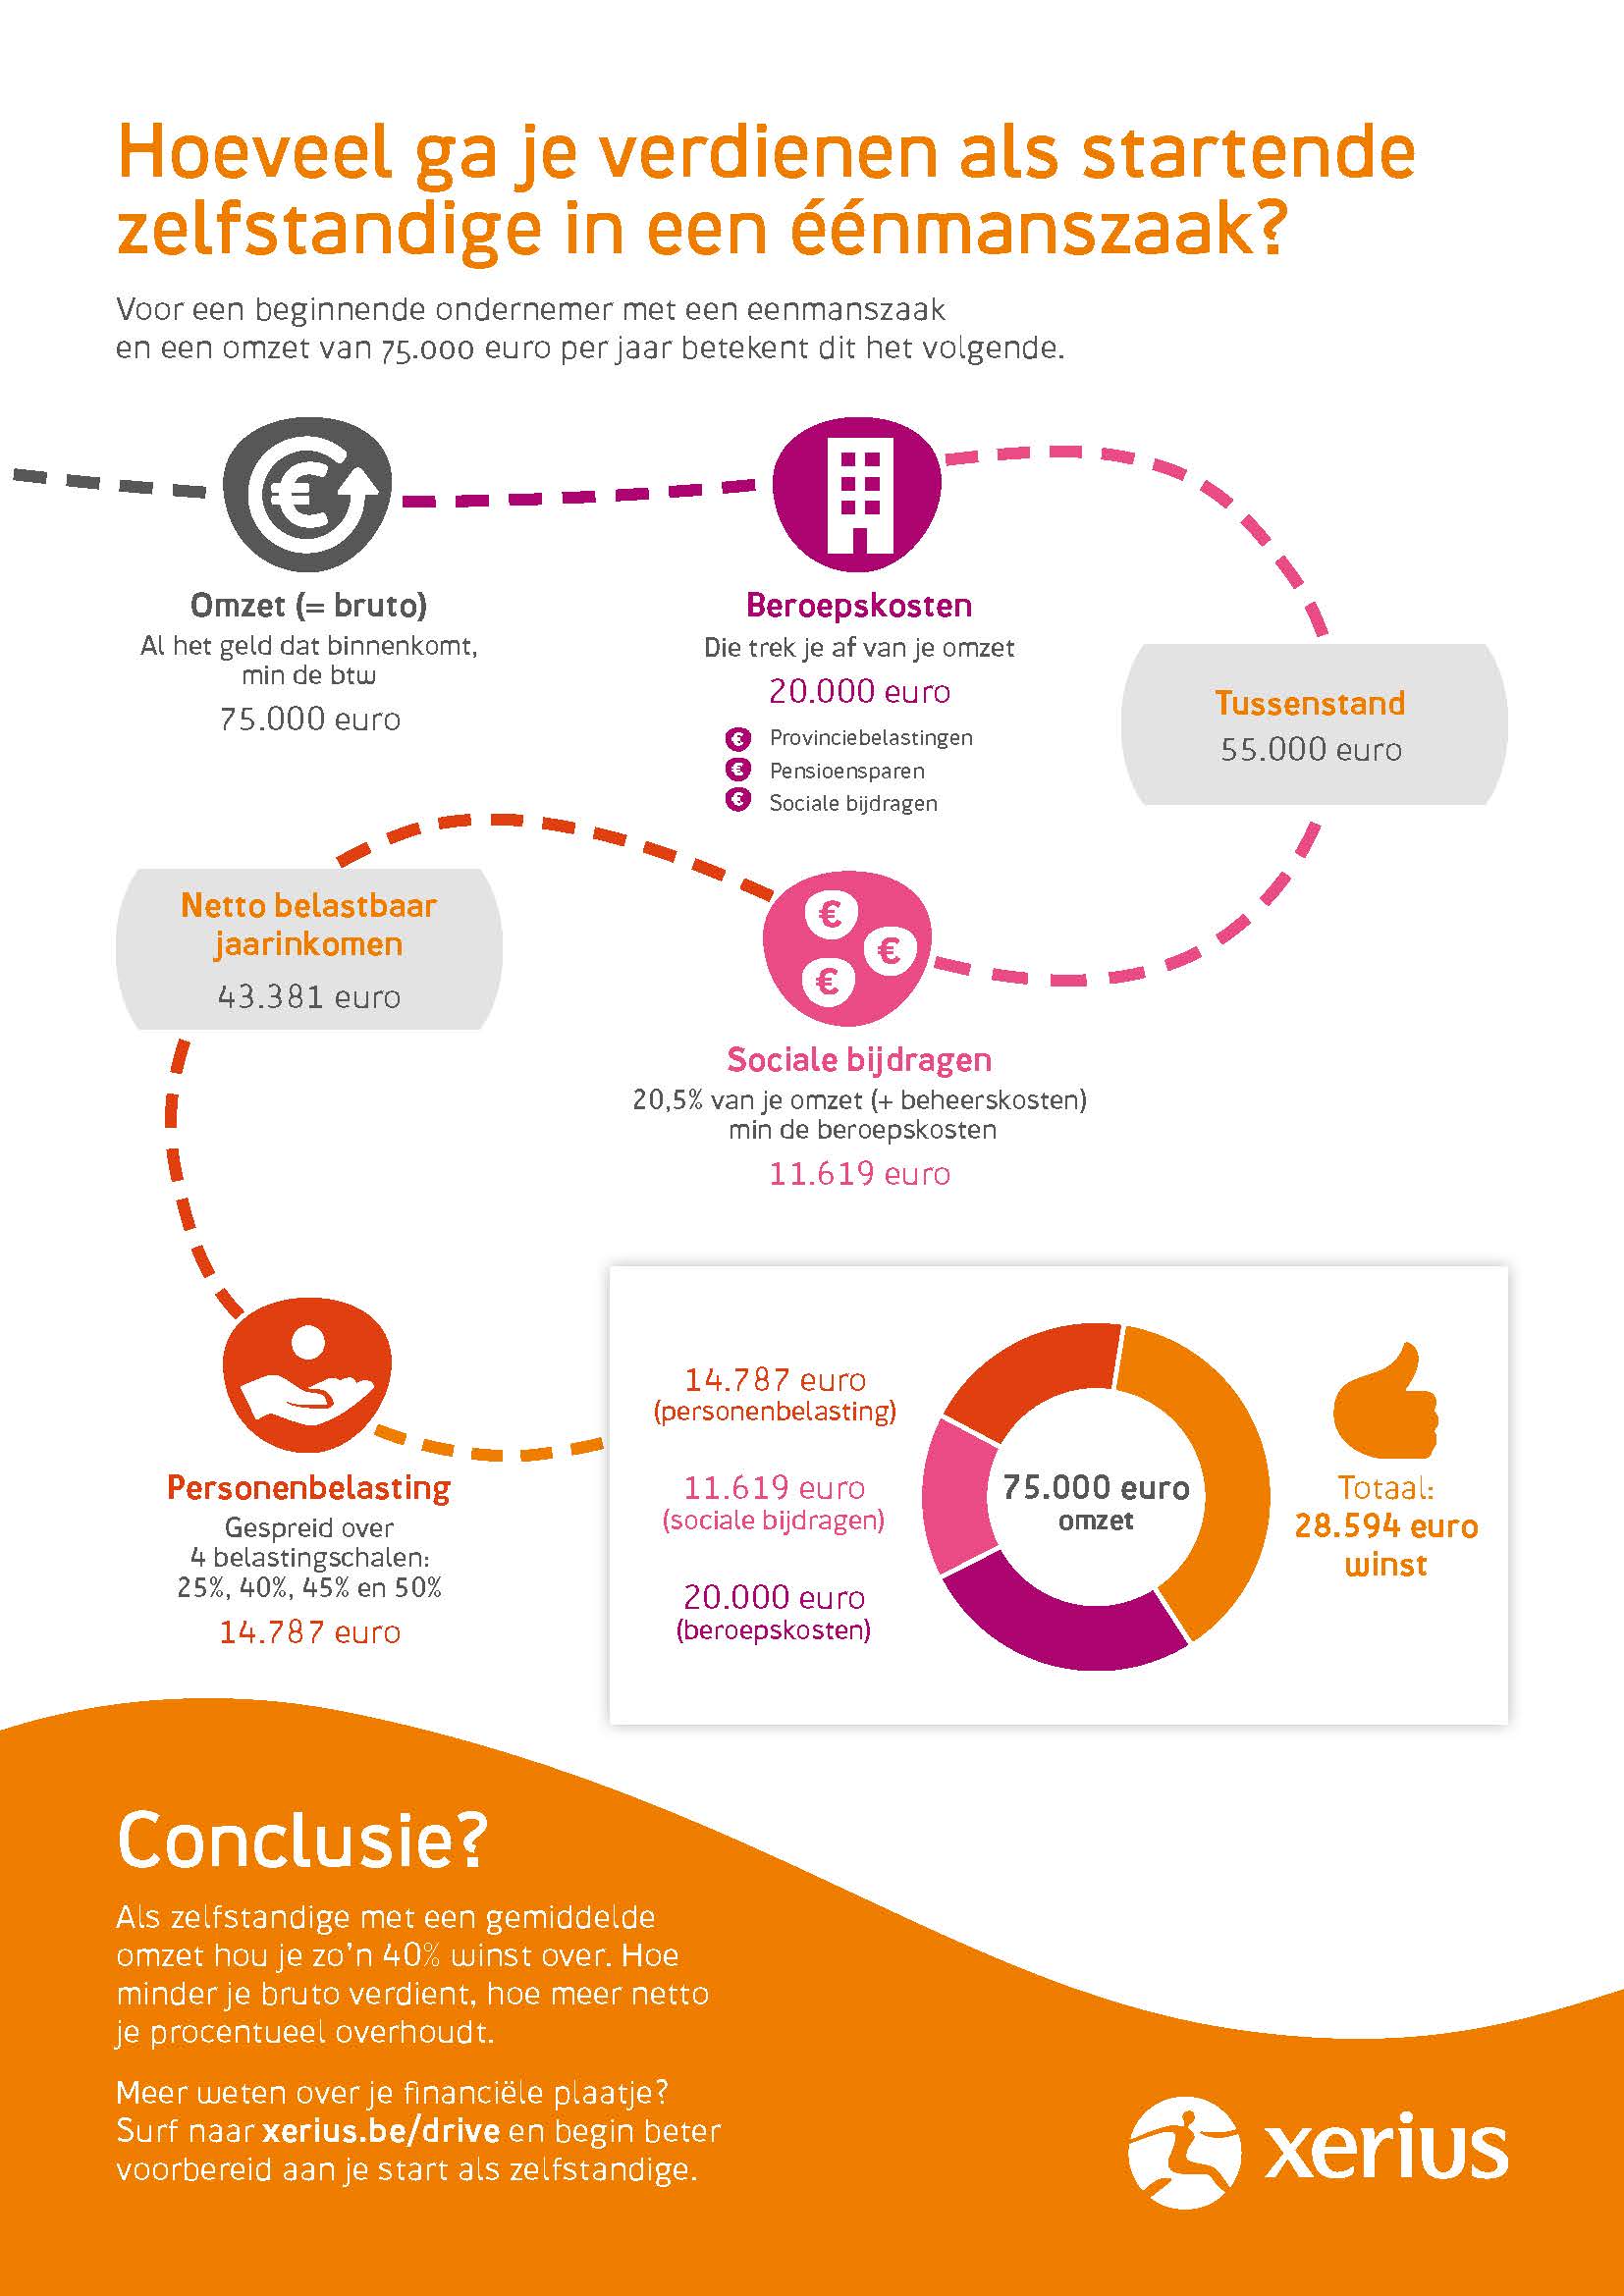 Hoeveel ga je verdienen als startende
zelfstandige in een éénmanszaak?
Voor een beginnende ondernemer met een eenmanszaak
en een omzet van 75.000 euro per jaar betekent dit het volgende.
Omzet (= bruto)
Al het geld dat binnenkomt,
min de btw
75.000 euro
Beroepskosten
Die trek je af van je omzet
20.000 euro
€ Provinciebelastingen
€ Pensioensparen
€ Sociale bijdragen
Tussenstand
55.000 euro
Sociale bijdragen
20,5% van je omzet (+ beheerskosten)
min de beroepskosten
11.619 euro
Netto belastbaar
jaarinkomen
43.381 euro
Personenbelasting
Gespreid over
4 belastingschalen:
25%, 40%, 45% en 50%
14.787 euro
14.787 euro
(personenbelasting)
11.619 euro
(sociale bijdragen)
20.000 euro
(beroepskosten)
75.000 euro
omzet
Totaal:
28.594 euro
winst
Conclusie?
Als zelfstandige met een gemiddelde
omzet hou je zo'n 40% winst over. Hoe
minder je bruto verdient, hoe meer netto
je procentueel overhoudt.
Meer weten over je financiële plaatje?
Surf naar xerius.be/drive en begin beter
voorbereid aan je start als zelfstandige.
xerius